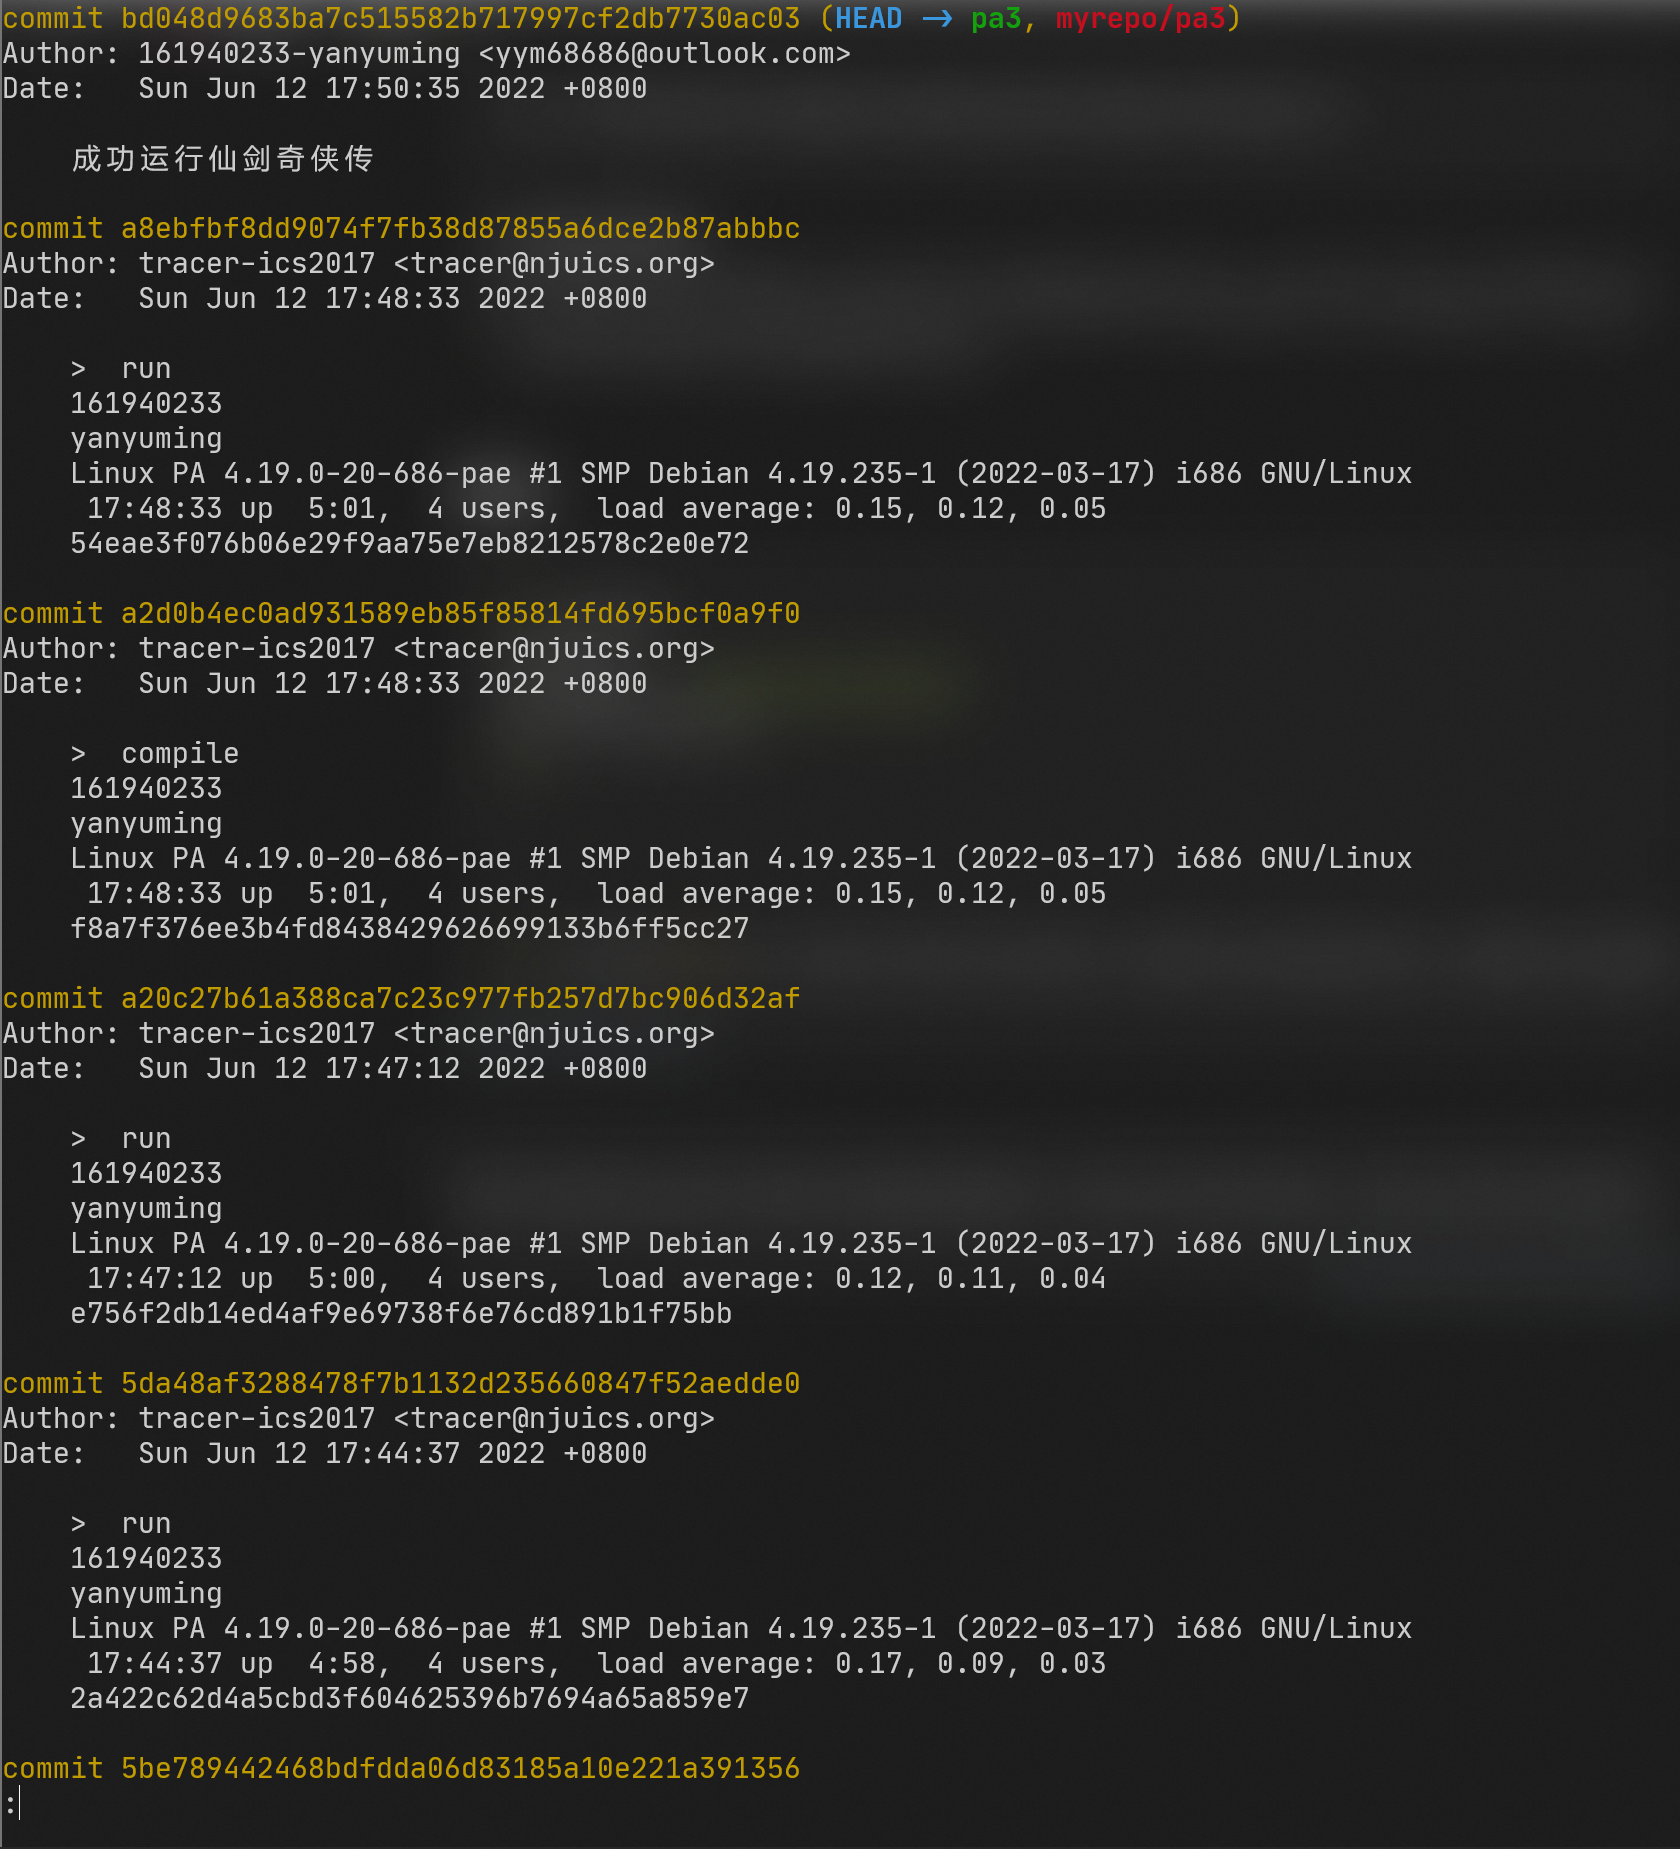 commit bd048d9683ba7c515582b717997cf2db7730ac03 (HEAD -> pa3, myrepo/pa3)
Author: 161940233-yanyuming <yym68686@outlook.com>
Date:   Sun Jun 12 17:50:35 2022 +0800
成功运行仙剑奇侠传
commit a8ebfbf8dd9074f7fb38d87855a6dce2b87abbbc
Author: tracer-ics2017 <tracer@njuics.org>
Date:   Sun Jun 12 17:48:33 2022 +0800
>  run
161940233
yanyuming
Linux PA 4.19.0-20-686-pae #1 SMP Debian 4.19.235-1 (2022-03-17) i686 GNU/Linux
17:48:33 up  5:01,  4 users,  load average: 0.15, 0.12, 0.05
54eae3f076b06e29f9aa75e7eb8212578c2e0e72
commit a2d0b4ec0ad931589eb85f85814fd695bcf0a9f0
Author: tracer-ics2017 <tracer@njuics.org>
Date:   Sun Jun 12 17:48:33 2022 +0800
>  compile
161940233
yanyuming
Linux PA 4.19.0-20-686-pae #1 SMP Debian 4.19.235-1 (2022-03-17) i686 GNU/Linux
17:48:33 up  5:01,  4 users,  load average: 0.15, 0.12, 0.05
f8a7f376ee3b4fd8438429626699133b6ff5cc27
commit a20c27b61a388ca7c23c977fb257d7bc906d32af
Author: tracer-ics2017 <tracer@njuics.org>
Date:   Sun Jun 12 17:47:12 2022 +0800
>  run
161940233
yanyuming
Linux PA 4.19.0-20-686-pae #1 SMP Debian 4.19.235-1 (2022-03-17) i686 GNU/Linux
17:47:12 up  5:00,  4 users,  load average: 0.12, 0.11, 0.04
e756f2db14ed4af9e69738f6e76cd891b1f75bb
commit 5da48af3288478f7b1132d235660847f52aedde0
Author: tracer-ics2017 <tracer@njuics.org>
Date:   Sun Jun 12 17:44:37 2022 +0800
>  run
161940233
yanyuming
Linux PA 4.19.0-20-686-pae #1 SMP Debian 4.19.235-1 (2022-03-17) i686 GNU/Linux
17:44:37 up  4:58,  4 users,  load average: 0.17, 0.09, 0.03
2a422c62d4a5cbd3f604625396b7694a65a859e7
commit 5be789442468bdfdda06d83185a10e221a391356
: